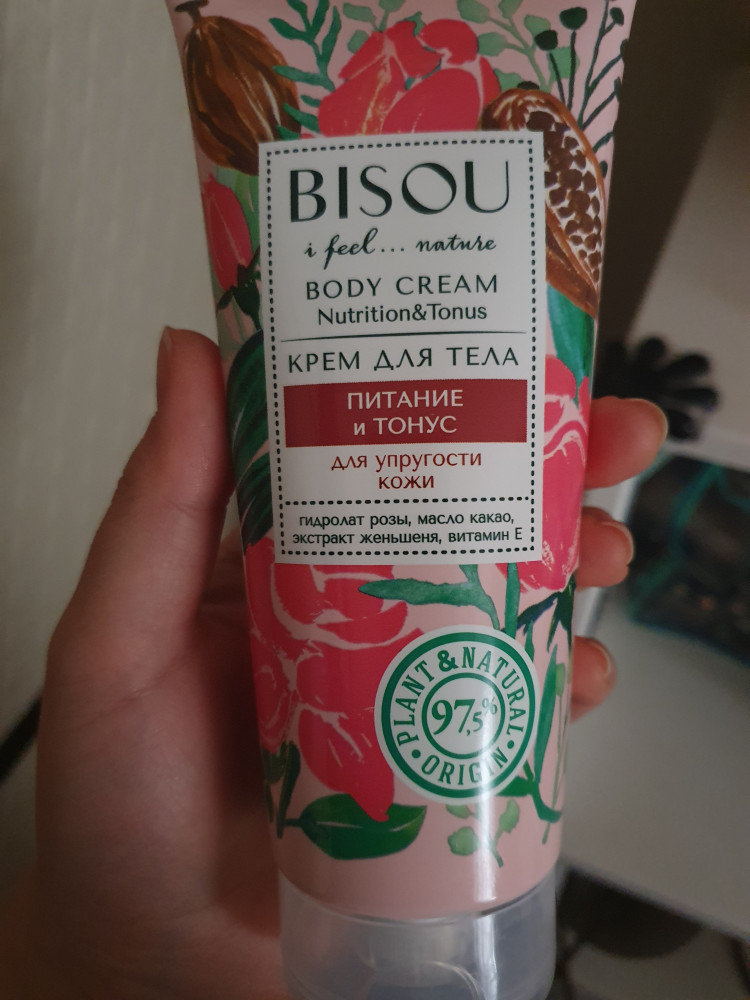 BISOU
i feel... nature
BODY CREAM
Nutrition&Tonus
КРЕМ ДЛЯ ТЕЛА
ПИТАНИЕ
и ТОНУС
для упругости
кожи
гидролат розы, масло какао,
экстракт женьшеня, витамин Е
PLANT & NATURAL
97,5%
ORIGIN